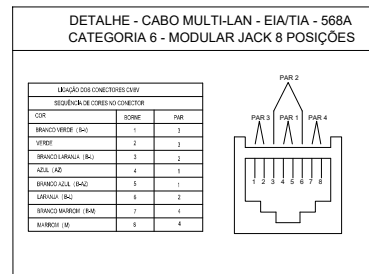 DETALHE - CABO MULTI-LAN - EIA/TIA - 568A
CATEGORIA 6 - MODULAR JACK 8 POSIÇÕES
LIGAÇÃO DOS CONECTORES CM8V
SEQUÊNCIA DE CORES NO CONECTOR
COR BORNE PAR
BRANCO VERDE (B-V) 1 3
VERDE 2 3
BRANCO LARANJA (B-L) 3 2
AZUL (AZ) 4 1
BRANCO AZUL (B-AZ) 5 1
LARANJA (B-L) 6 2
BRANCO MARROM (B-M) 7 4
MARROM (M) 8 4
PAR 2
PAR 3 PAR 1 PAR 4
1 2 3 4 5 6 7 8